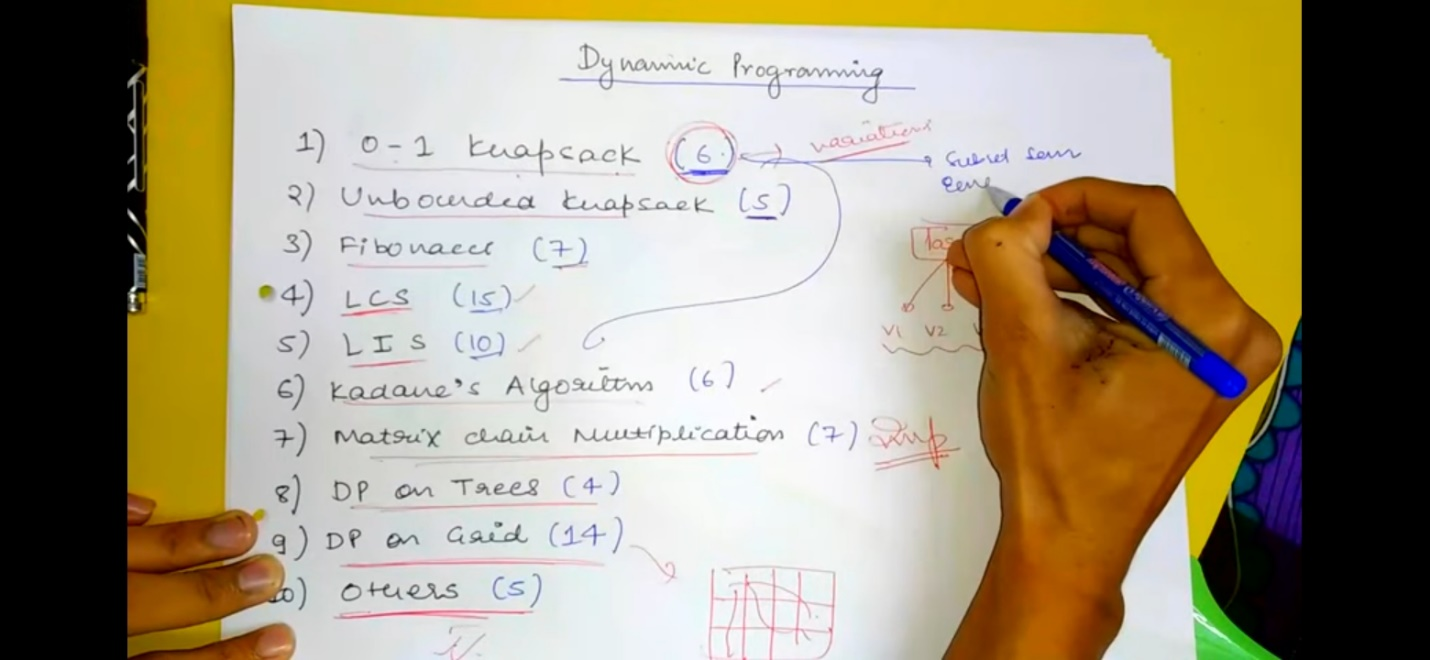 Dynamic Programming
1) 0-1 Knapsack (6) → variations
Subset sum
2) Unbounded Knapsack (5)
3) Fibonacci (7)
4) LCS (15)
5) LIS (10)
V1 V2
6) Kadane's Algorithm (6)
7) Matrix chain Multiplication (7) Imp
8) DP on Trees (4)
9) DP on Grid (14)
10) Others (5)